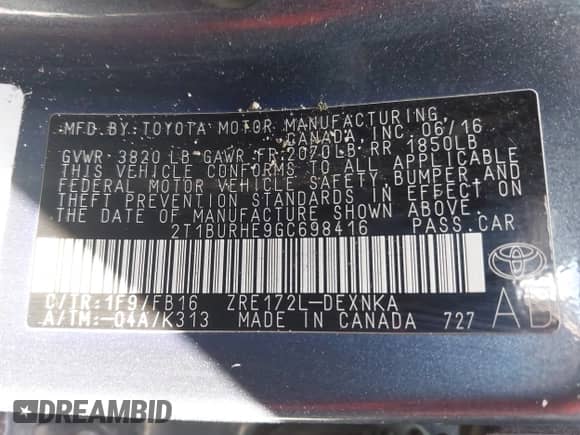 MFD. BY: TOYOTA MOTOR MANUFACTURING,
CANADA, INC. 06/16
GVWR 3820 LB GAWR FR 2070LB RR 1850LB
THIS VEHICLE CONFORMS TO ALL APPLICABLE
FEDERAL MOTOR VEHICLE SAFETY, BUMPER, AND
THEFT PREVENTION STANDARDS IN EFFECT ON
THE DATE OF MANUFACTURE SHOWN ABOVE.
2T1BURHE9GC698416 PASS. CAR
C/TR: 1F9/FB16 ZRE172L-DEXNKA
A/TM: -04A/K313 MADE IN CANADA 727
AD
DREAMBID
DREAMBID.COM